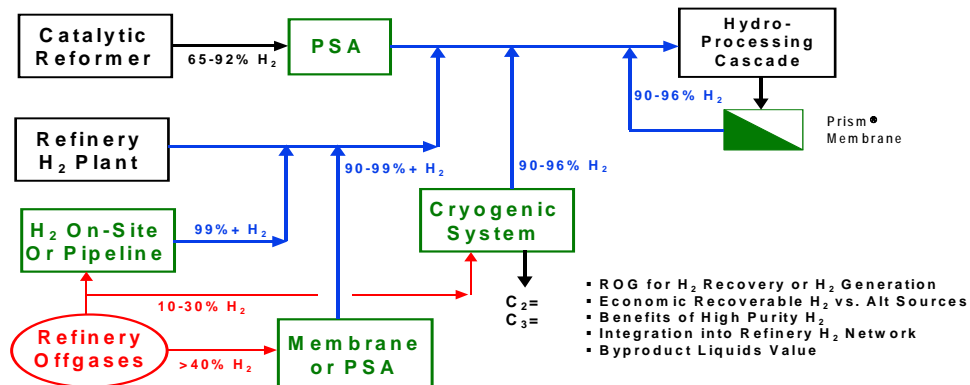 Catalytic
Reformer
65-92% H₂
PSA
Hydro-
Processing
Cascade
90-96% H₂
Prism®
Membrane
Refinery
H₂ Plant
90-99%+ H₂
90-96% H₂
H₂ On-Site
Or Pipeline
99%+ H₂
Cryogenic
System
C₂=
C₃=
10-30% H₂
Refinery
Offgases
>40% H₂
Membrane
or PSA
▪ ROG for H₂ Recovery or H₂ Generation
▪ Economic Recoverable H₂ vs. Alt Sources
▪ Benefits of High Purity H₂
▪ Integration into Refinery H₂ Network
▪ Byproduct Liquids Value